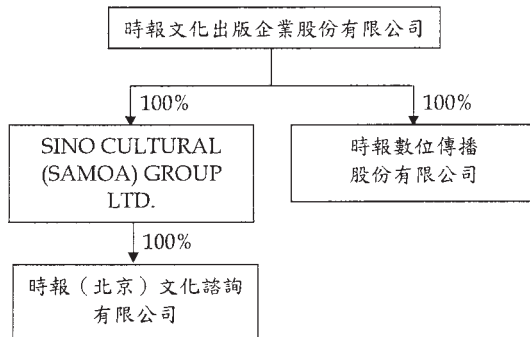 時報文化出版企業股份有限公司
100%
100%
SINO CULTURAL
(SAMOA) GROUP
LTD.
時報數位傳播
股份有限公司
100%
時報（北京）文化諮詢
有限公司